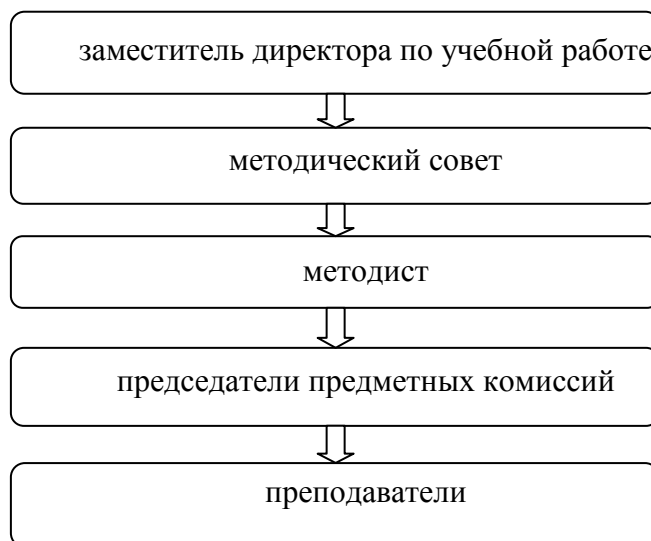 заместитель директора по учебной работе
методический совет
методист
председатели предметных комиссий
преподаватели